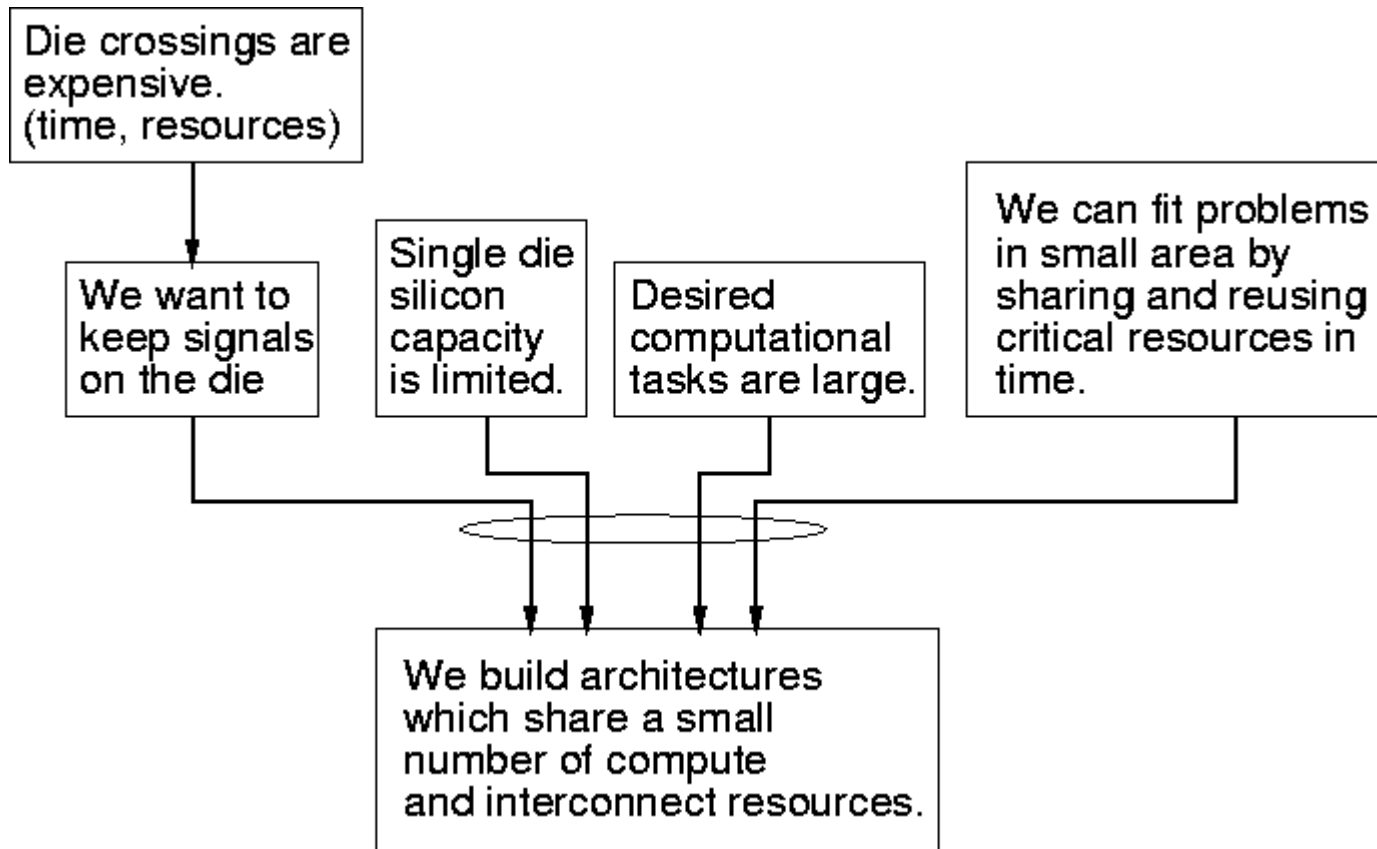 Die crossings are
expensive.
(time, resources)
We want to
keep signals
on the die
Single die
silicon
capacity
is limited.
Desired
computational
tasks are large.
We can fit problems
in small area by
sharing and reusing
critical resources in
time.
We build architectures
which share a small
number of compute
and interconnect resources.